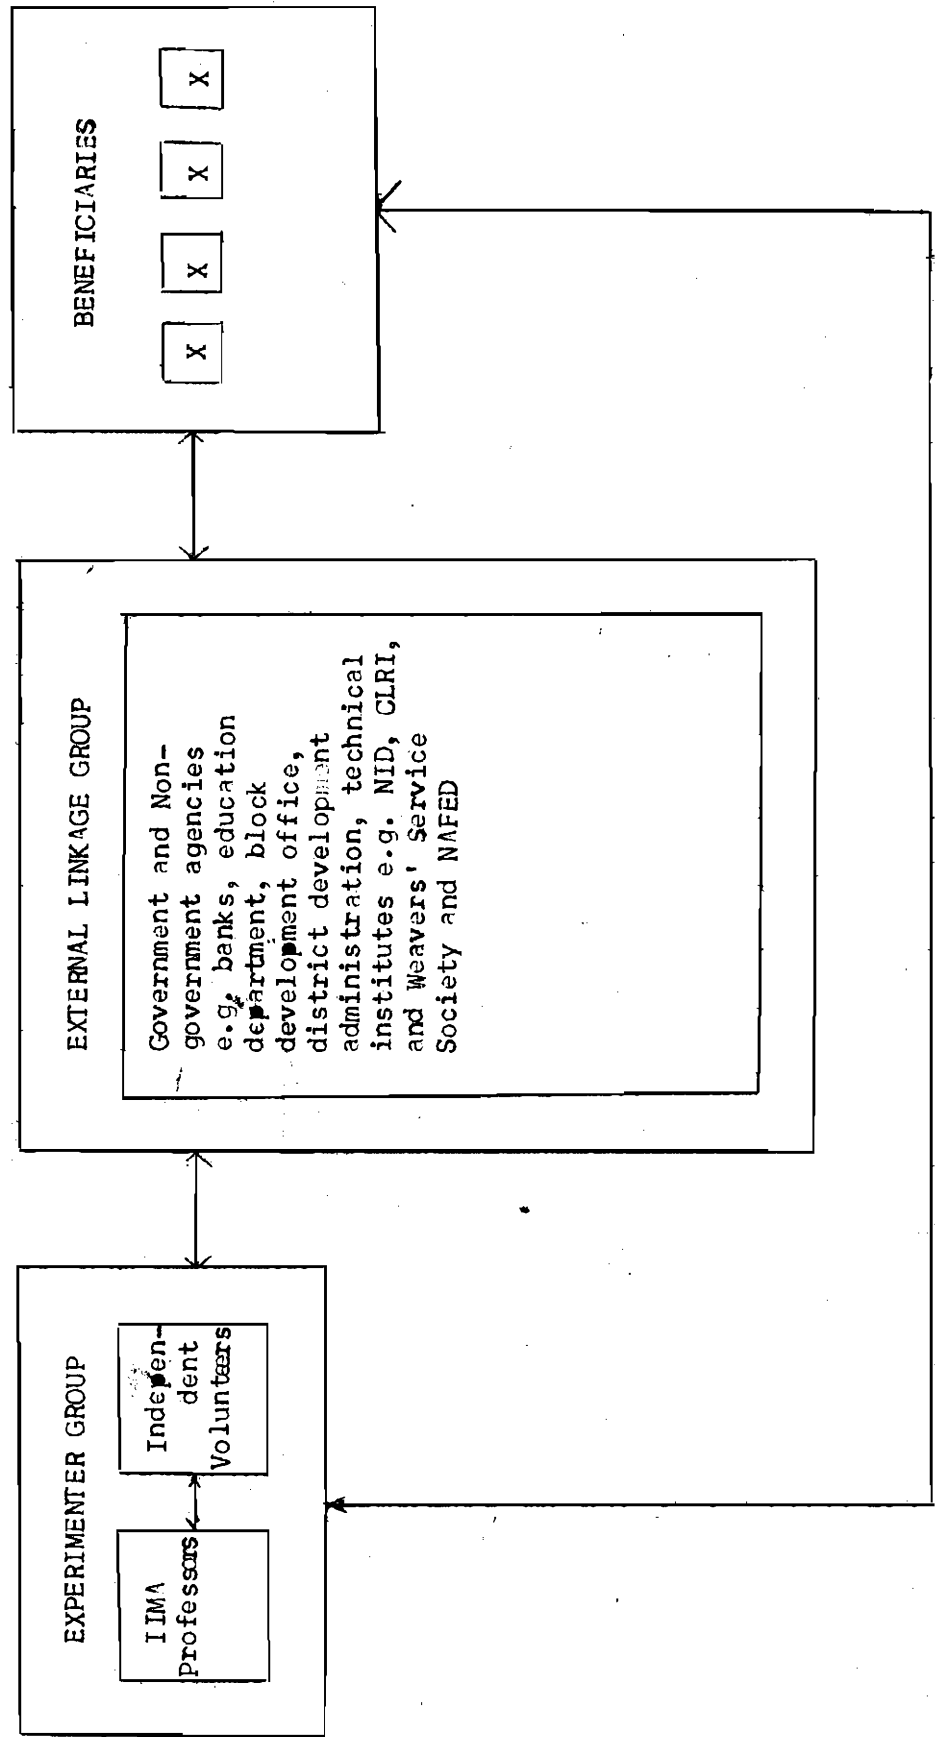 EXPERIMENTER GROUP
IIMA
Professors
Indepen-
dent
Volunteers
EXTERNAL LINKAGE GROUP
Government and Non-
government agencies
e.g. banks, education
department, block
development office,
district development
administration, technical
institutes e.g. NID, CLRI,
and Weavers' Service
Society and NAFED
BENEFICIARIES
X X X X